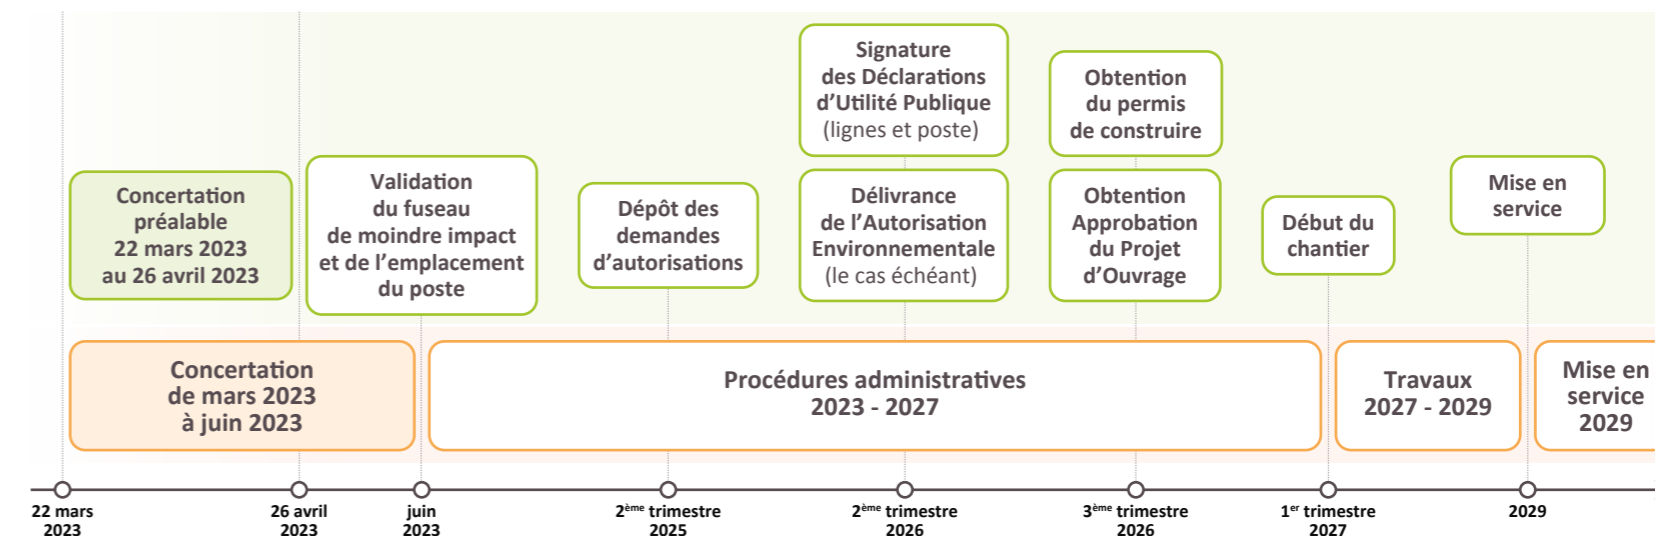 Concertation
préalable
22 mars 2023
au 26 avril 2023
Validation
du fuseau
de moindre impact
et de l’emplacement
du poste
Dépôt des
demandes
d’autorisations
Signature
des Déclarations
d’Utilité Publique
(lignes et poste)
Délivrance
de l’Autorisation
Environnementale
(le cas échéant)
Obtention
du permis
de construire
Obtention
Approbation
du Projet
d’Ouvrage
Début du
chantier
Mise en
service
Concertation
de mars 2023
à juin 2023
Procédures administratives
2023 - 2027
Travaux
2027 - 2029
Mise en
service
2029
22 mars
2023
26 avril
2023
juin
2023
2ème trimestre
2025
2ème trimestre
2026
3ème trimestre
2026
1er trimestre
2027
2029